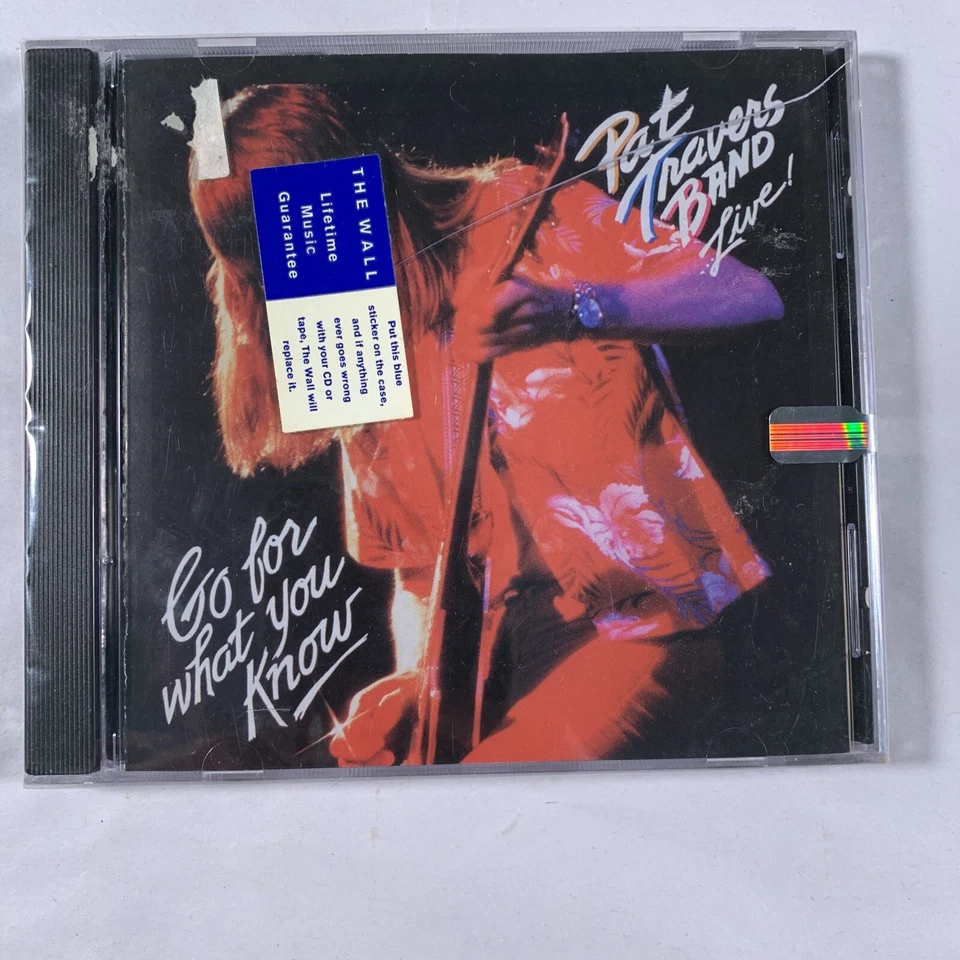 Pat
Travers
BAND
Live!
THE WALL
Lifetime
Music
Guarantee
Put this blue
sticker on the case,
and if anything
ever goes wrong
with your CD or
tape, The Wall will
replace it.
Go for
what you
Know